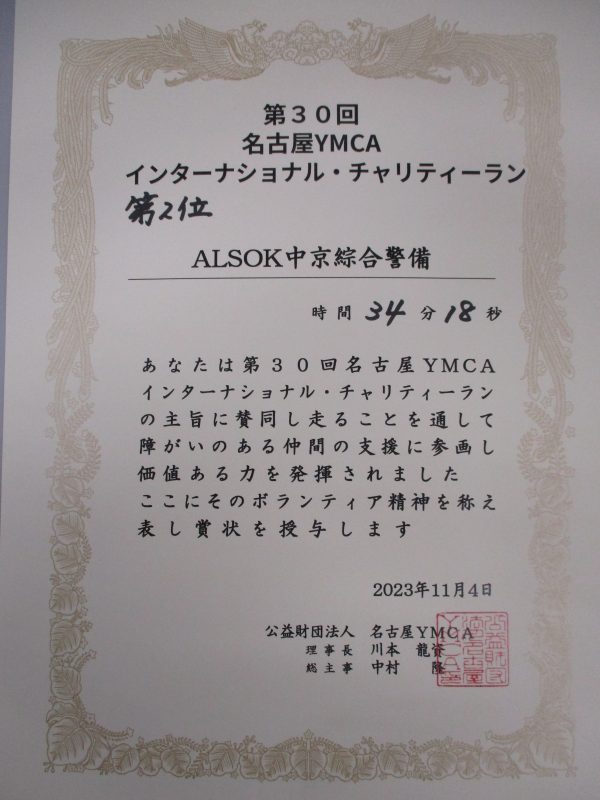 第３０回
名古屋YMCA
インターナショナル・チャリティーラン
第2位
ALSOK中京綜合警備
時間 34 分 18 秒
あなたは第３０回名古屋YMCA
インターナショナル・チャリティーラン
の主旨に賛同し走ることを通して
障がいのある仲間の支援に参画し
価値ある力を発揮されました
ここにそのボランティア精神を称え
表し賞状を授与します
2023年11月4日
公益財団法人 名古屋YMCA
理事長 川本 龍資
総主事 中村 隆